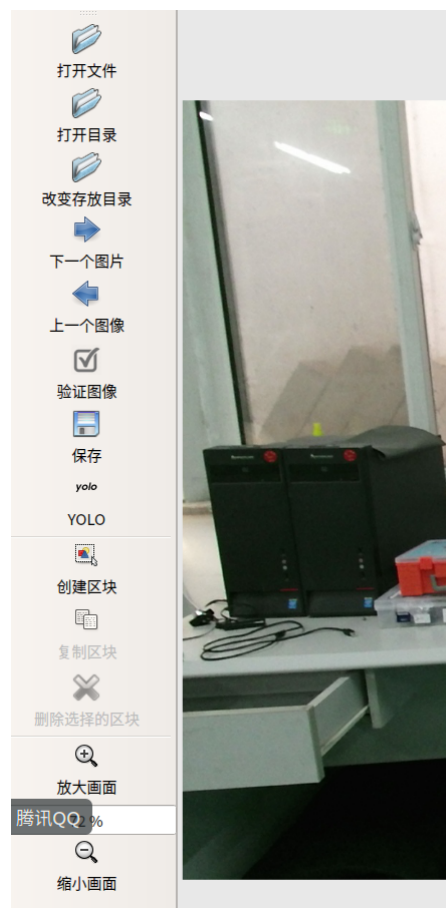 打开文件
打开目录
改变存放目录
下一个图片
上一个图像
验证图像
保存
yolo
YOLO
创建区块
复制区块
删除选择的区块
放大画面
腾讯QQ
2%
缩小画面